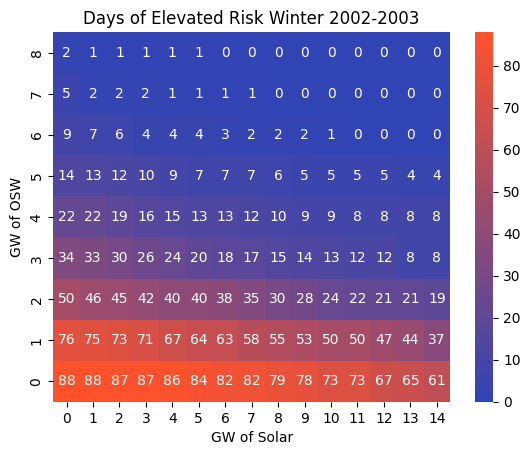 Days of Elevated Risk Winter 2002-2003
8 2 1 1 1 1 1 0 0 0 0 0 0 0 0 0
7 5 2 2 2 1 1 1 1 0 0 0 0 0 0 0
6 9 7 6 4 4 4 3 2 2 2 1 0 0 0 0
5 14 13 12 10 9 7 7 7 6 5 5 5 5 4 4
4 22 22 19 16 15 13 13 12 10 9 9 8 8 8 8
3 34 33 30 26 24 20 18 17 15 14 13 12 12 8 8
2 50 46 45 42 40 40 38 35 30 28 24 22 21 21 19
1 76 75 73 71 67 64 63 58 55 53 50 50 47 44 37
0 88 88 87 87 86 84 82 82 79 78 73 73 67 65 61
0 1 2 3 4 5 6 7 8 9 10 11 12 13 14
GW of Solar
GW of OSW
80
70
60
50
40
30
20
10
0